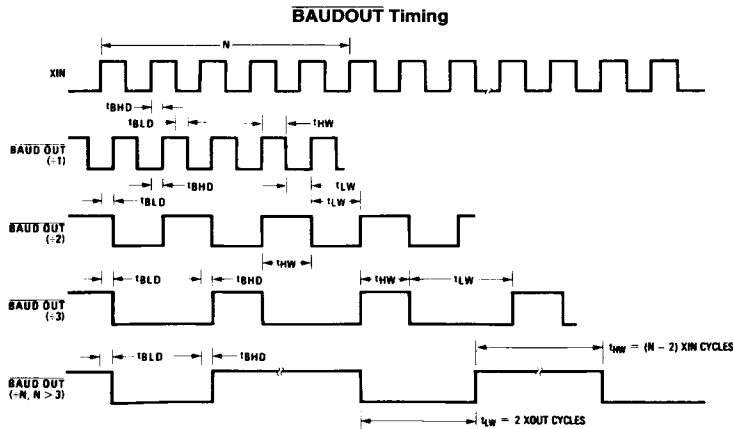 BAUDOUT Timing
N
XIN
tBHD
tBLD
tHW
BAUD OUT
(÷1)
tBHD
tLW
tBLD
tLW
BAUD OUT
(÷2)
tHW
tBLD
tBHD
tHW
tLW
BAUD OUT
(÷3)
tBLD
tBHD
tHW = (N – 2) XIN CYCLES
BAUD OUT
(÷N, N > 3)
tLW = 2 XOUT CYCLES